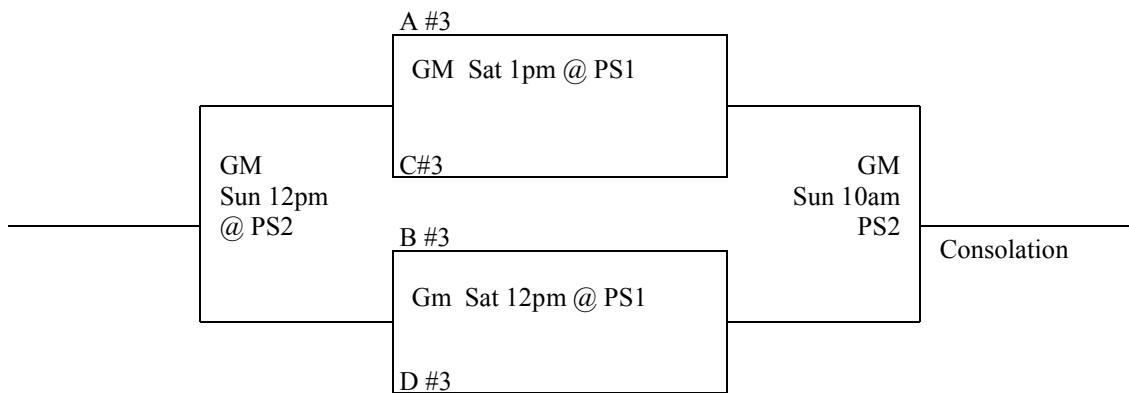 A #3
GM  Sat 1pm @ PS1
C#3
GM
Sun 12pm
@ PS2
GM
Sun 10am
PS2
B #3
Consolation
Gm  Sat 12pm @ PS1
D #3